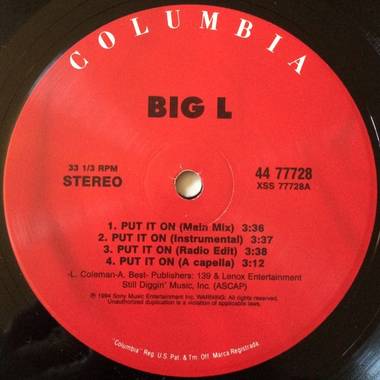 COLUMBIA
BIG L
33 1/3 RPM
STEREO
44 77728
XSS 77728A
1. PUT IT ON (Main Mix) 3:36
2. PUT IT ON (Instrumental) 3:37
3. PUT IT ON (Radio Edit) 3:38
4. PUT IT ON (A capella) 3:12
-L. Coleman-A. Best- Publishers: 139 & Lenox Entertainment
Still Diggin' Music, Inc. (ASCAP)
℗ 1994 Sony Music Entertainment Inc. WARNING: All rights reserved.
Unauthorized duplication is a violation of applicable laws.
"Columbia" Reg. U.S. Pat. & Tm. Off. Marca Registrada.